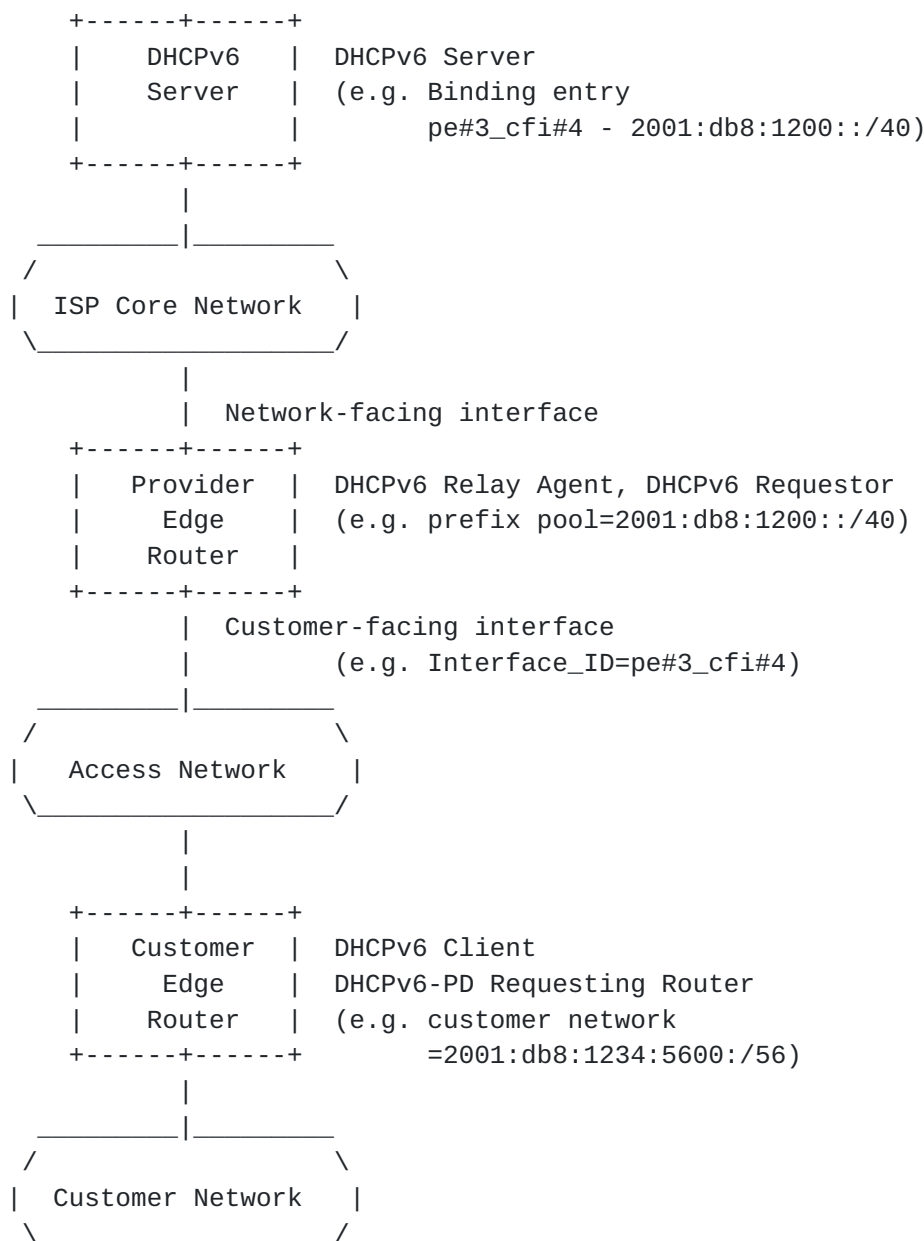 DHCPv6 DHCPv6 Server
Server (e.g. Binding entry
pe#3_cfi#4 - 2001:db8:1200::/40)
ISP Core Network
Network-facing interface
Provider DHCPv6 Relay Agent, DHCPv6 Requestor
Edge (e.g. prefix pool=2001:db8:1200::/40)
Router
Customer-facing interface
(e.g. Interface_ID=pe#3_cfi#4)
Access Network
Customer DHCPv6 Client
Edge DHCPv6-PD Requesting Router
Router (e.g. customer network
=2001:db8:1234:5600:/56)
Customer Network